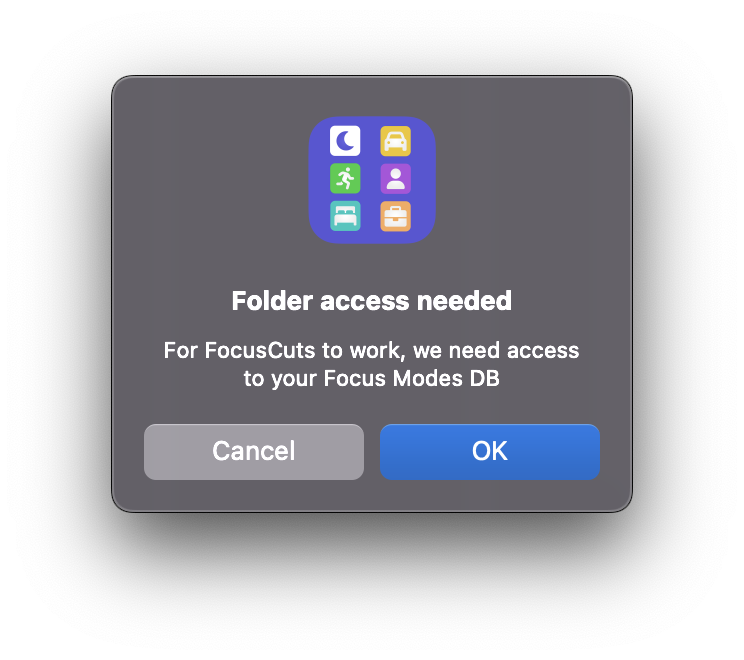 Folder access needed
For FocusCuts to work, we need access
to your Focus Modes DB
Cancel
OK